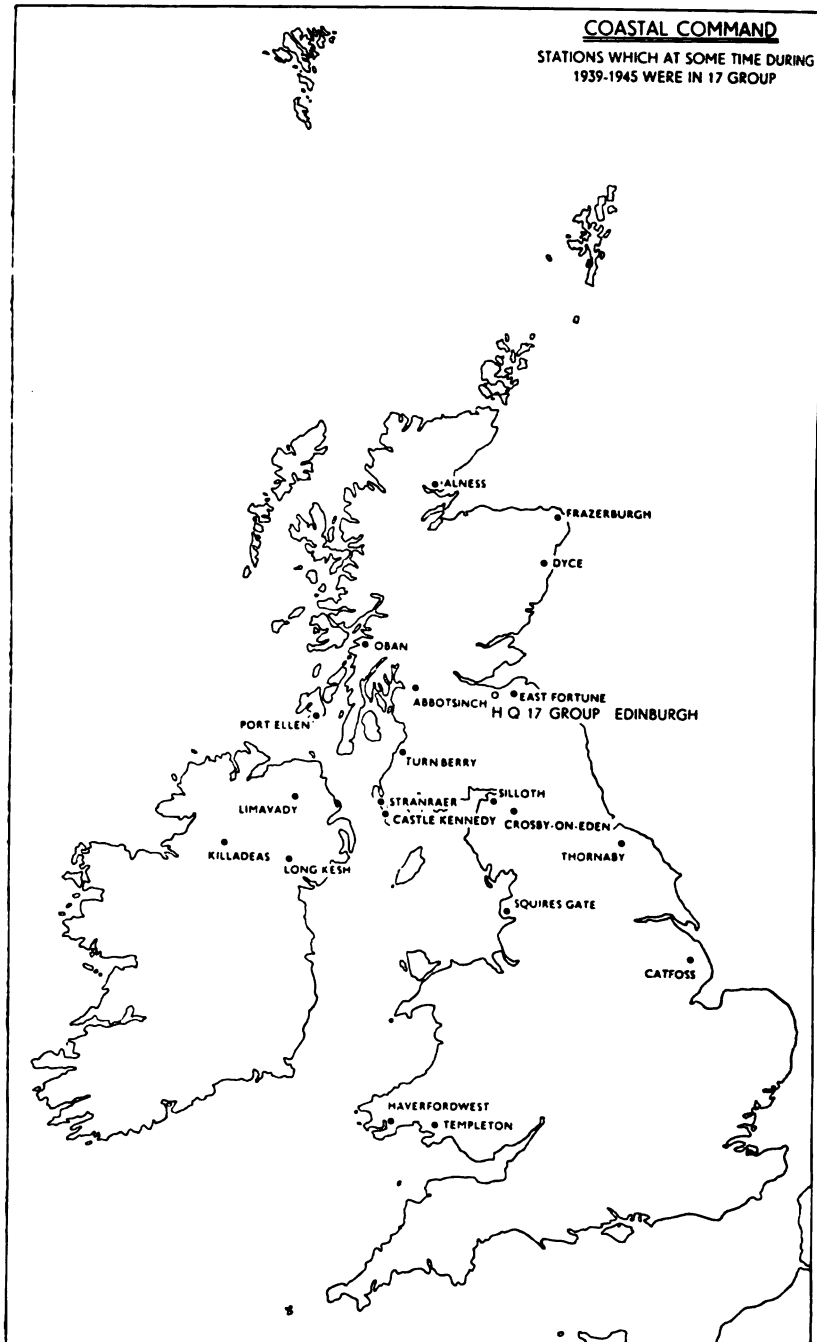 COASTAL COMMAND
STATIONS WHICH AT SOME TIME DURING
1939-1945 WERE IN 17 GROUP
ALNESS
FRAZERBURGH
DYCE
OBAN
ABBOTSINCH
EAST FORTUNE
H Q 17 GROUP EDINBURGH
PORT ELLEN
TURNBERRY
LIMAVADY
STRANRAER
SILLOTH
CASTLE KENNEDY
CROSBY-ON-EDEN
KILLADEAS
LONG KESH
THORNABY
SQUIRES GATE
CATFOSS
HAVERFORDWEST
TEMPLETON